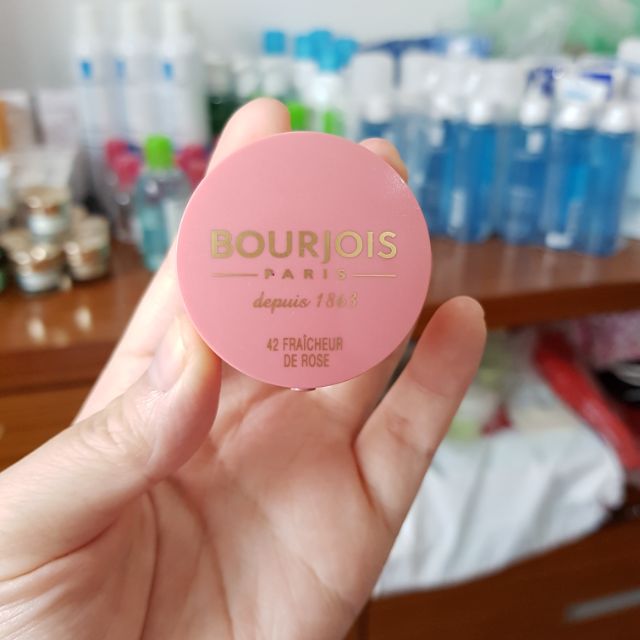 BOURJOIS
PARIS
depuis 1863
42 FRAÎCHEUR
DE ROSE